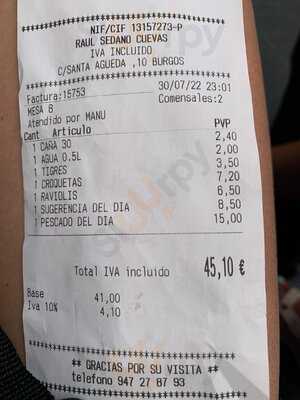 ********************************
NIF/CIF 13157273-P
RAUL SEDANO CUEVAS
IVA INCLUIDO
C/SANTA AGUEDA ,10 BURGOS
********************************
Factura:15753 30/07/22 23:01
MESA 8 Comensales:2
Atendido por MANU
Cant Articulo PVP
1 CAÑA 30 2,40
1 AGUA 0.5L 2,00
1 TIGRES 3,50
1 CROQUETAS 7,20
1 RAVIOLIS 6,50
1 SUGERENCIA DEL DIA 8,50
1 PESCADO DEL DIA 15,00
Total IVA incluido 45,10 €
Base 41,00
Iva 10% 4,10
********************************
** GRACIAS POR SU VISITA **
telefono 947 27 87 93
********************************